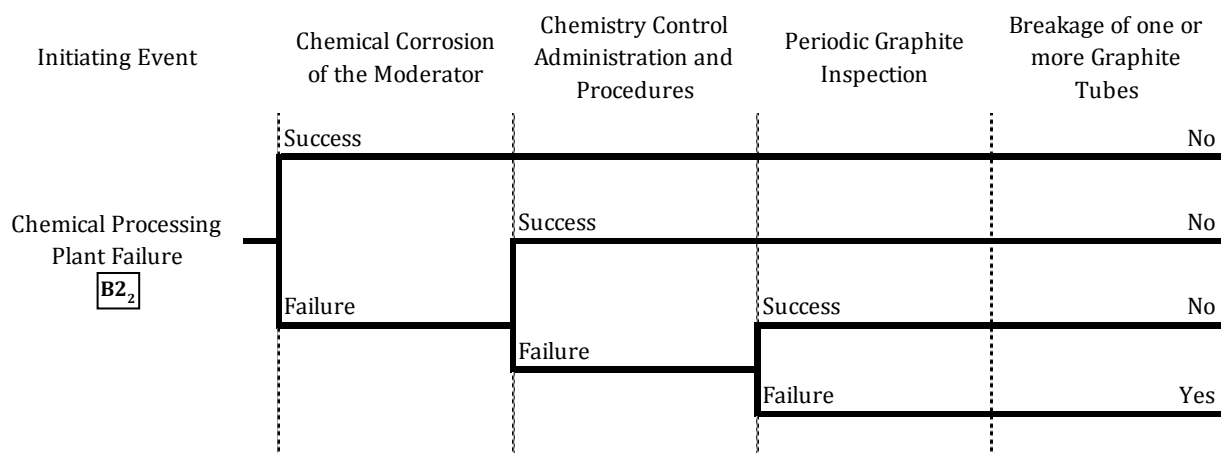 Initiating Event
Chemical Corrosion
of the Moderator
Chemistry Control
Administration and
Procedures
Periodic Graphite
Inspection
Breakage of one or
more Graphite
Tubes
Success
No
Chemical Processing
Plant Failure
B2₂
Success
No
Failure
Success
No
Failure
Failure
Yes